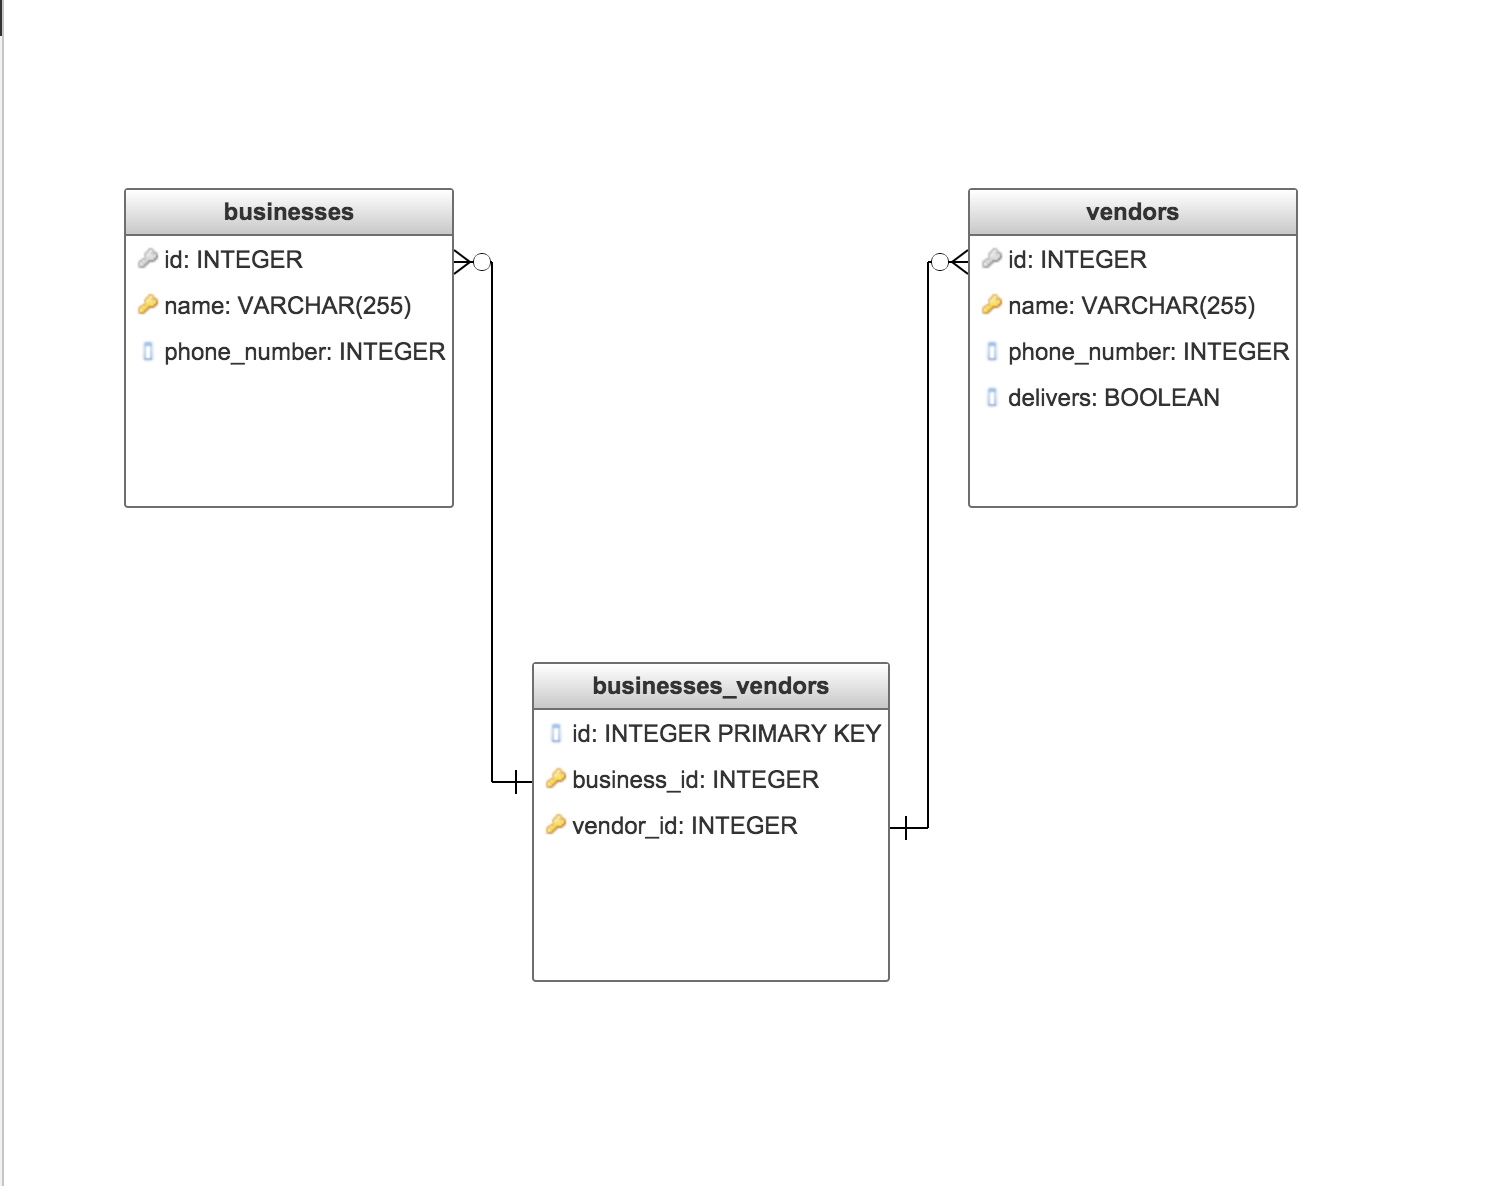 businesses
id: INTEGER
name: VARCHAR(255)
phone_number: INTEGER
vendors
id: INTEGER
name: VARCHAR(255)
phone_number: INTEGER
delivers: BOOLEAN
businesses_vendors
id: INTEGER PRIMARY KEY
business_id: INTEGER
vendor_id: INTEGER